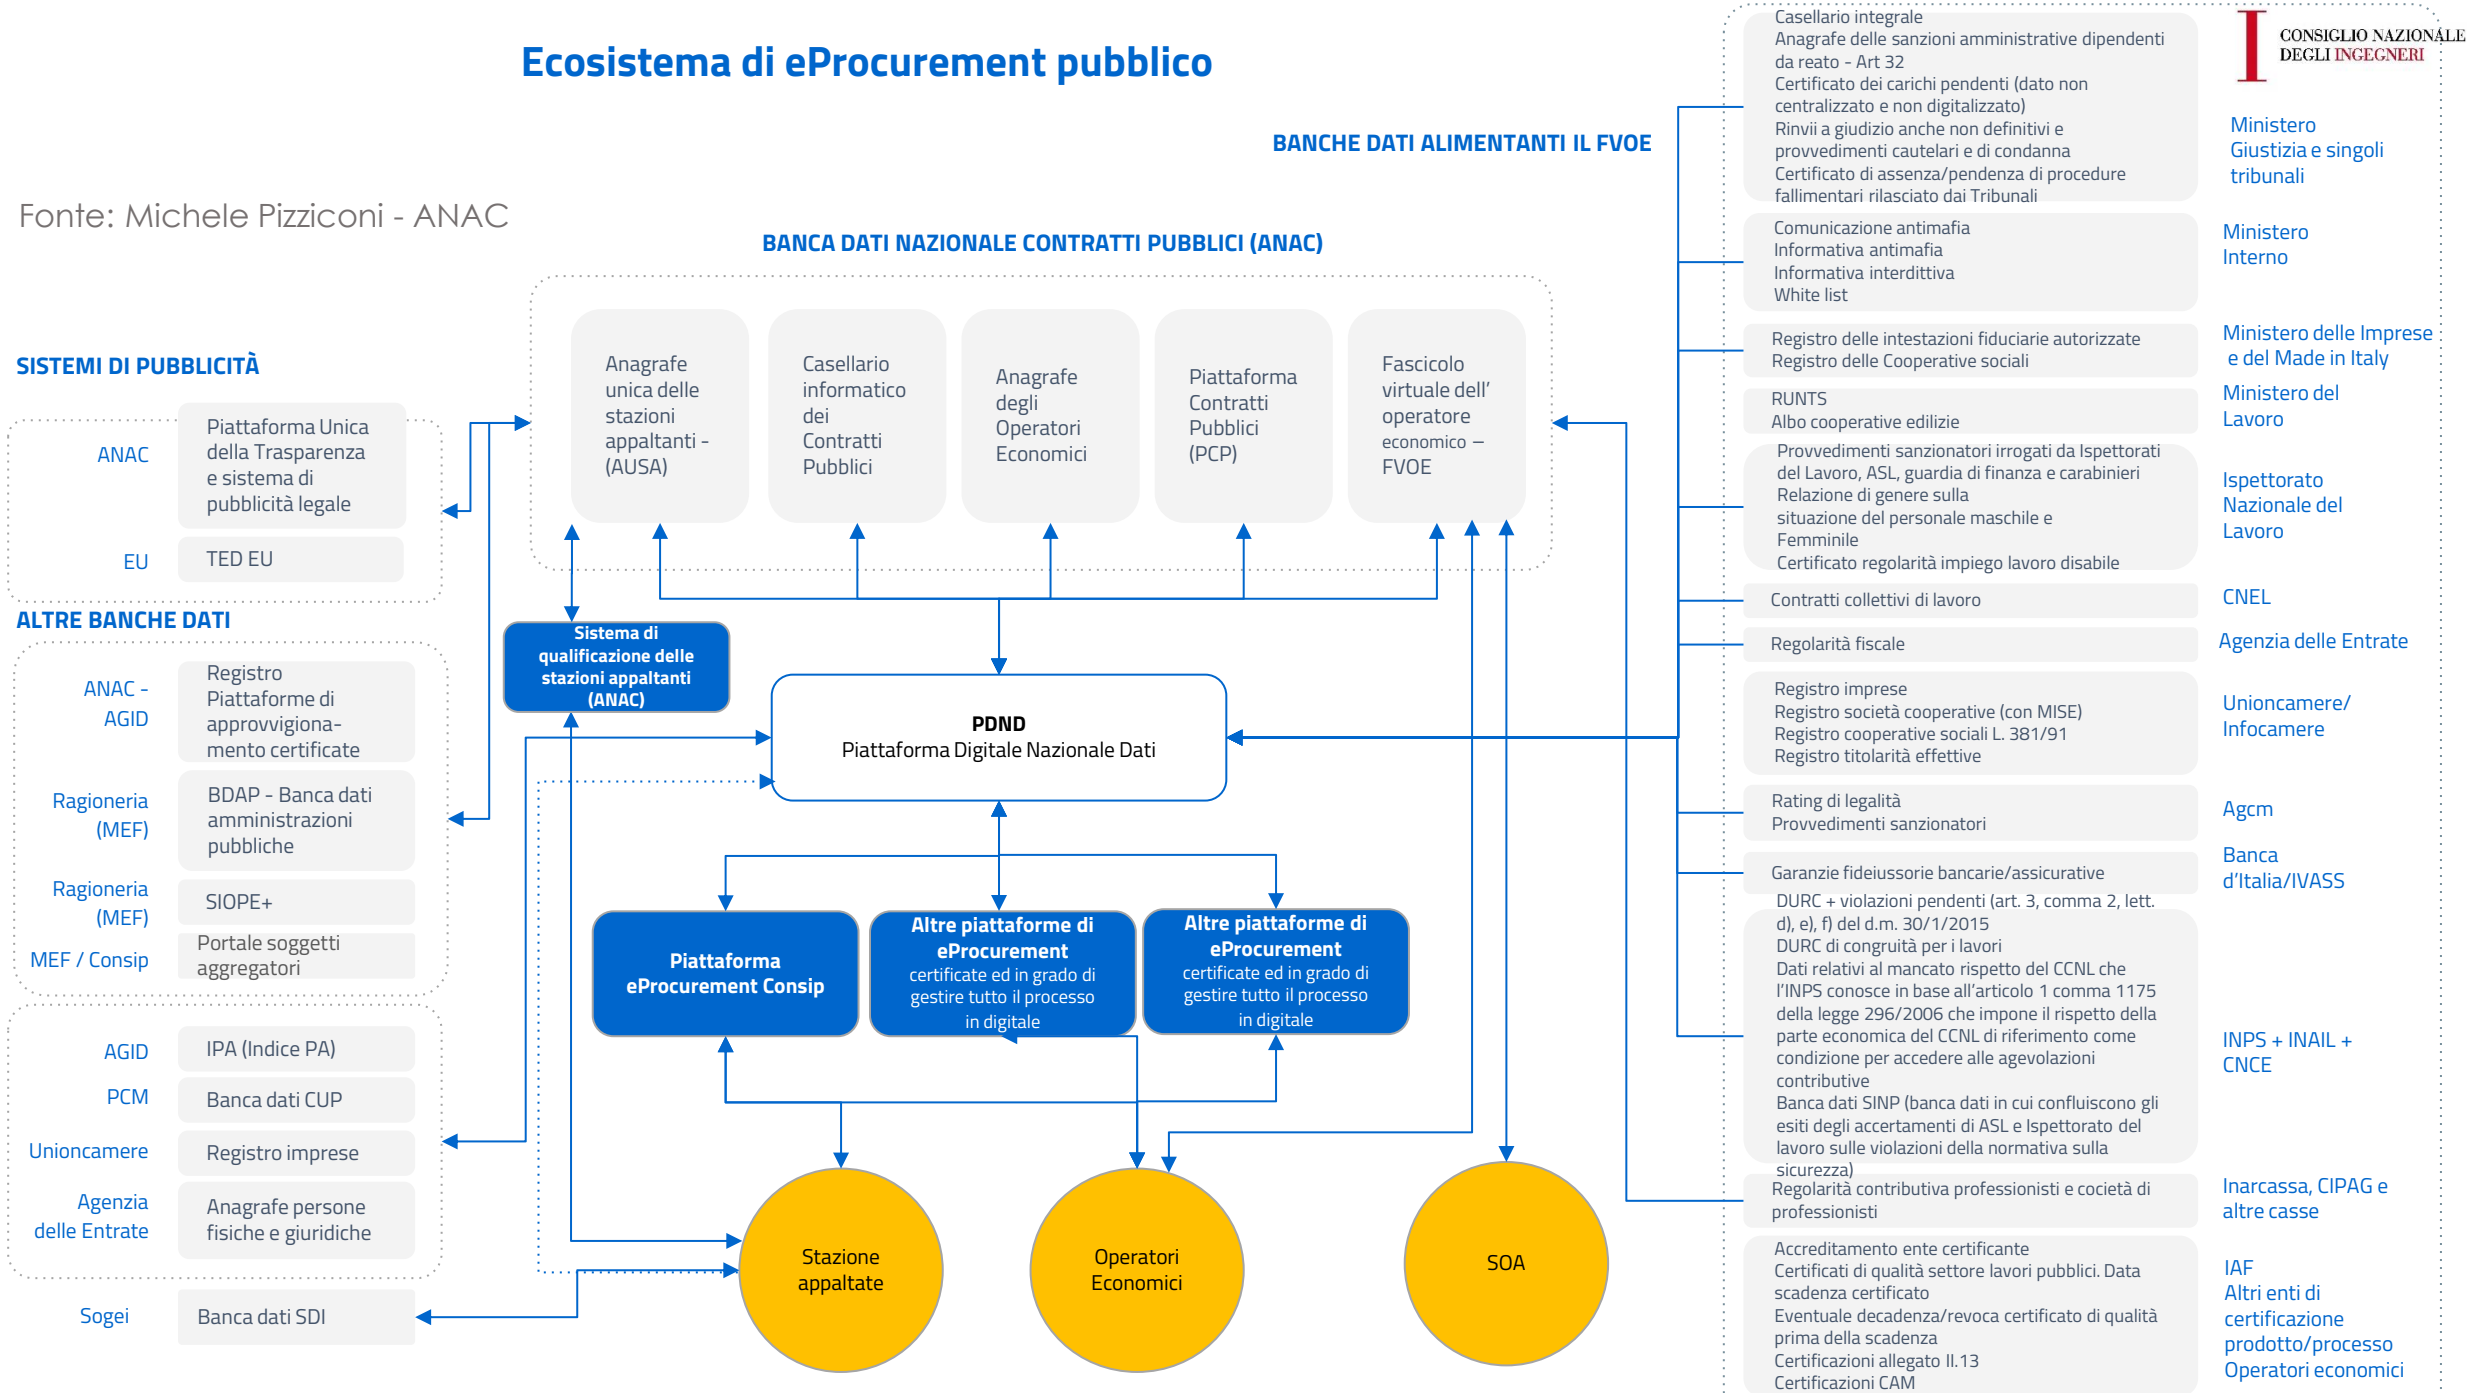 Ecosistema di eProcurement pubblico
CONSIGLIO NAZIONALE
DEGLI INGEGNERI
Fonte: Michele Pizziconi - ANAC
SISTEMI DI PUBBLICITÀ
ANAC
Piattaforma Unica
della Trasparenza
e sistema di
pubblicità legale
EU
TED EU
ALTRE BANCHE DATI
ANAC -
AGID
Registro
Piattaforme di
approvvigiona-
mento certificate
Ragioneria
(MEF)
BDAP - Banca dati
amministrazioni
pubbliche
Ragioneria
(MEF)
SIOPE+
MEF / Consip
Portale soggetti
aggregatori
AGID
IPA (Indice PA)
PCM
Banca dati CUP
Unioncamere
Registro imprese
Agenzia
delle Entrate
Anagrafe persone
fisiche e giuridiche
Sogei
Banca dati SDI
BANCA DATI NAZIONALE CONTRATTI PUBBLICI (ANAC)
Anagrafe
unica delle
stazioni
appaltanti -
(AUSA)
Casellario
informatico
dei
Contratti
Pubblici
Anagrafe
degli
Operatori
Economici
Piattaforma
Contratti
Pubblici
(PCP)
Fascicolo
virtuale dell'
operatore
economico –
FVOE
Sistema di
qualificazione delle
stazioni appaltanti
(ANAC)
PDND
Piattaforma Digitale Nazionale Dati
Piattaforma
eProcurement Consip
Altre piattaforme di
eProcurement
certificate ed in grado di
gestire tutto il processo
in digitale
Altre piattaforme di
eProcurement
certificate ed in grado di
gestire tutto il processo
in digitale
Stazione
appaltate
Operatori
Economici
SOA
BANCHE DATI ALIMENTANTI IL FVOE
Casellario integrale
Anagrafe delle sanzioni amministrative dipendenti
da reato - Art 32
Certificato dei carichi pendenti (dato non
centralizzato e non digitalizzato)
Rinvii a giudizio anche non definitivi e
provvedimenti cautelari e di condanna
Certificato di assenza/pendenza di procedure
fallimentari rilasciato dai Tribunali
Ministero
Giustizia e singoli
tribunali
Comunicazione antimafia
Informativa antimafia
Informativa interdittiva
White list
Ministero
Interno
Registro delle intestazioni fiduciarie autorizzate
Registro delle Cooperative sociali
Ministero delle Imprese
e del Made in Italy
RUNTS
Albo cooperative edilizie
Ministero del
Lavoro
Provvedimenti sanzionatori irrogati da Ispettorati
del Lavoro, ASL, guardia di finanza e carabinieri
Relazione di genere sulla
situazione del personale maschile e
Femminile
Certificato regolarità impiego lavoro disabile
Ispettorato
Nazionale del
Lavoro
Contratti collettivi di lavoro
CNEL
Regolarità fiscale
Agenzia delle Entrate
Registro imprese
Registro società cooperative (con MISE)
Registro cooperative sociali L. 381/91
Registro titolarità effettive
Unioncamere/
Infocamere
Rating di legalità
Provvedimenti sanzionatori
Agcm
Garanzie fideiussorie bancarie/assicurative
Banca
d'Italia/IVASS
DURC + violazioni pendenti (art. 3, comma 2, lett.
d), e), f) del d.m. 30/1/2015
DURC di congruità per i lavori
Dati relativi al mancato rispetto del CCNL che
l'INPS conosce in base all'articolo 1 comma 1175
della legge 296/2006 che impone il rispetto della
parte economica del CCNL di riferimento come
condizione per accedere alle agevolazioni
contributive
Banca dati SINP (banca dati in cui confluiscono gli
esiti degli accertamenti di ASL e Ispettorato del
lavoro sulle violazioni della normativa sulla
sicurezza)
INPS + INAIL +
CNCE
Regolarità contributiva professionisti e cocietà di
professionisti
Inarcassa, CIPAG e
altre casse
Accreditamento ente certificante
Certificati di qualità settore lavori pubblici. Data
scadenza certificato
Eventuale decadenza/revoca certificato di qualità
prima della scadenza
Certificazioni allegato II.13
Certificazioni CAM
IAF
Altri enti di
certificazione
prodotto/processo
Operatori economici